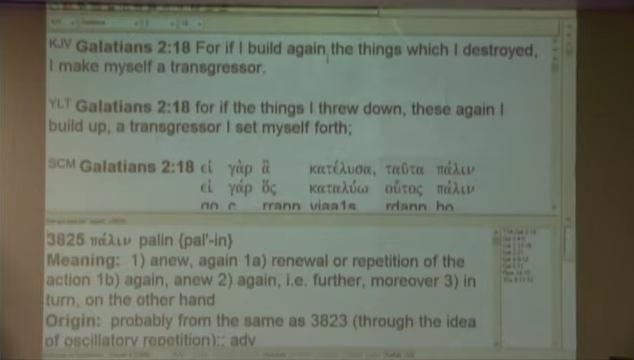 KJV Galatians 2:18 For if I build again the things which I destroyed,
I make myself a transgressor.
YLT Galatians 2:18 for if the things I threw down, these again I
build up, a transgressor I set myself forth;
SCM Galatians 2:18 εἰ γὰρ ἃ κατέλυσα, ταῦτα πάλιν
εἰ γάρ ὅς καταλύω οὗτος πάλιν
3825 πάλιν palin {pal'-in}
Meaning: 1) anew, again 1a) renewal or repetition of the
action 1b) again, anew 2) again, i.e. further, moreover 3) in
turn, on the other hand
Origin: probably from the same as 3823 (through the idea
of oscillatory repetition);; adv